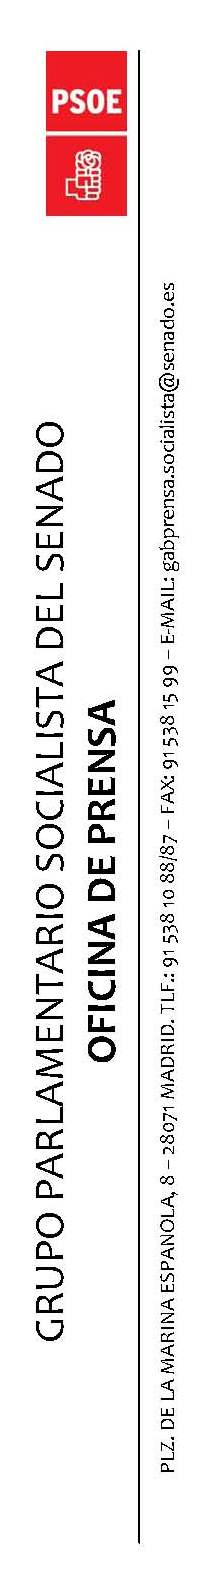 PSOE
GRUPO PARLAMENTARIO SOCIALISTA DEL SENADO
OFICINA DE PRENSA
PLZ. DE LA MARINA ESPAÑOLA, 8 – 28071 MADRID. TLF.: 91 538 10 88/87 – FAX: 91 538 15 99 – E-MAIL: gabprensa.socialista@senado.es